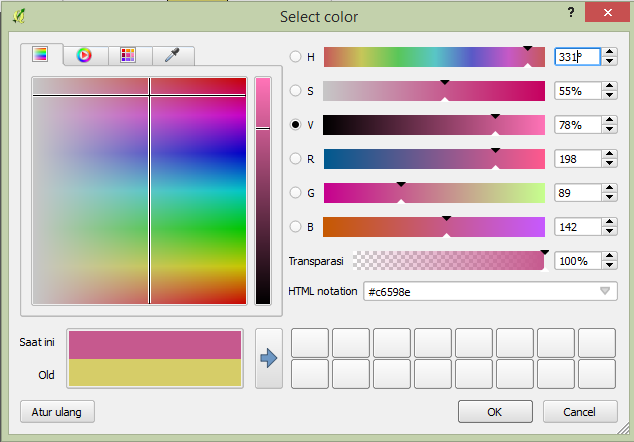 Select color
?
H 331°
S 55%
V 78%
R 198
G 89
B 142
Transparasi 100%
HTML notation #c6598e
Saat ini
Old
Atur ulang OK Cancel